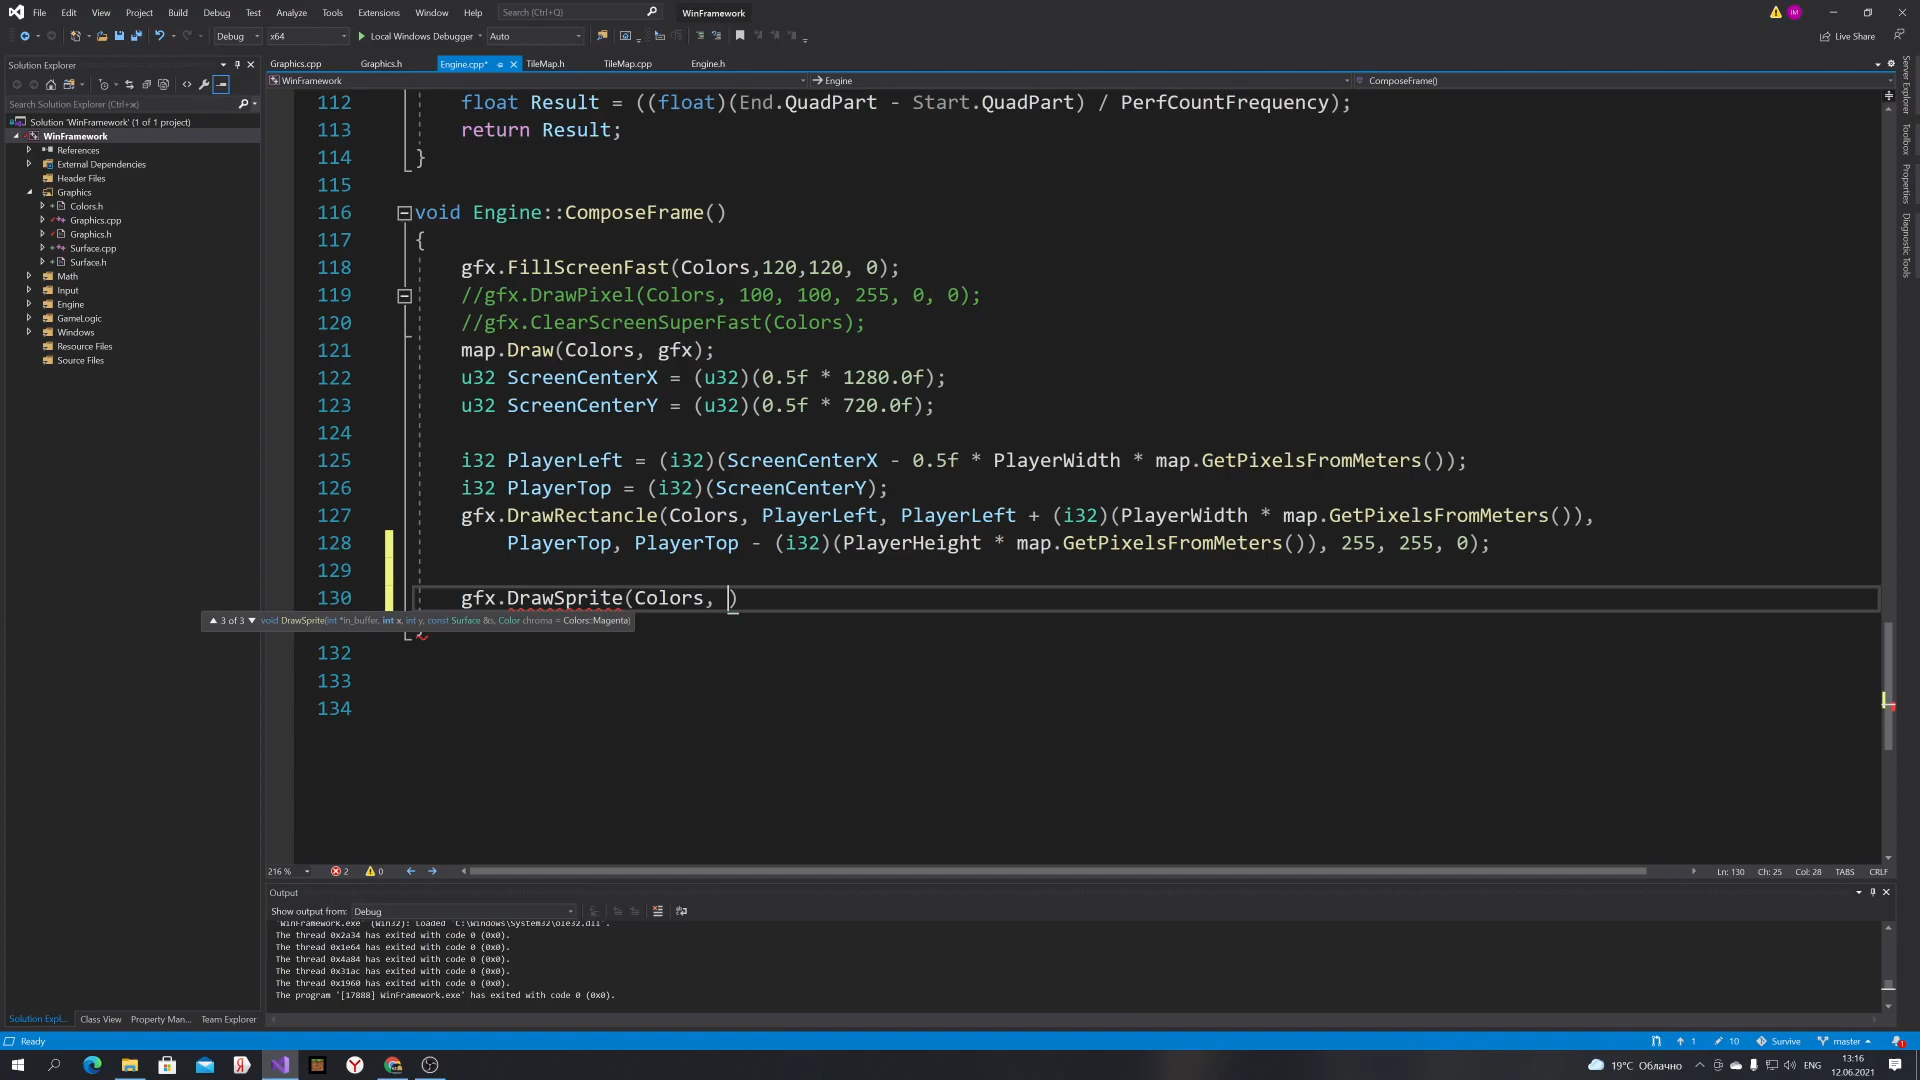 File Edit View Project Build Debug Test Analyze Tools Extensions Window Help Search (Ctrl+Q) WinFramework IM
Debug x64 Local Windows Debugger Auto Live Share
Solution Explorer
Graphics.cpp Graphics.h Engine.cpp* TileMap.h TileMap.cpp Engine.h
WinFramework Engine ComposeFrame()
Search Solution Explorer (Ctrl+ж)
Solution 'WinFramework' (1 of 1 project)
WinFramework
References
External Dependencies
Header Files
Graphics
Colors.h
Graphics.cpp
Graphics.h
Surface.cpp
Surface.h
Math
Input
Engine
GameLogic
Windows
Resource Files
Source Files
Solution Expl... Class View Property Man... Team Explorer
112 float Result = ((float)(End.QuadPart - Start.QuadPart) / PerfCountFrequency);
113 return Result;
114 }
115
116 void Engine::ComposeFrame()
117 {
118 gfx.FillScreenFast(Colors,120,120, 0);
119 //gfx.DrawPixel(Colors, 100, 100, 255, 0, 0);
120 //gfx.ClearScreenSuperFast(Colors);
121 map.Draw(Colors, gfx);
122 u32 ScreenCenterX = (u32)(0.5f * 1280.0f);
123 u32 ScreenCenterY = (u32)(0.5f * 720.0f);
124
125 i32 PlayerLeft = (i32)(ScreenCenterX - 0.5f * PlayerWidth * map.GetPixelsFromMeters());
126 i32 PlayerTop = (i32)(ScreenCenterY);
127 gfx.DrawRectancle(Colors, PlayerLeft, PlayerLeft + (i32)(PlayerWidth * map.GetPixelsFromMeters()),
128 PlayerTop, PlayerTop - (i32)(PlayerHeight * map.GetPixelsFromMeters()), 255, 255, 0);
129
130 gfx.DrawSprite(Colors, )
▲ 3 of 3 ▼ void DrawSprite(int *in_buffer, int x, int y, const Surface &s, Color chroma = Colors::Magenta)
132
133
134
216 % 2 0 Ln: 130 Ch: 25 Col: 28 TABS CRLF
Output
Show output from: Debug
'WinFramework.exe' (Win32): Loaded 'C:\Windows\System32\ole32.dll'.
The thread 0x2a34 has exited with code 0 (0x0).
The thread 0x1e64 has exited with code 0 (0x0).
The thread 0x4a84 has exited with code 0 (0x0).
The thread 0x31ac has exited with code 0 (0x0).
The thread 0x1960 has exited with code 0 (0x0).
The program '[17888] WinFramework.exe' has exited with code 0 (0x0).
Server Explorer
Toolbox
Properties
Diagnostic Tools
Ready 1 10 Survive master 1
19°C Облачно ENG 13:16
12.06.2021